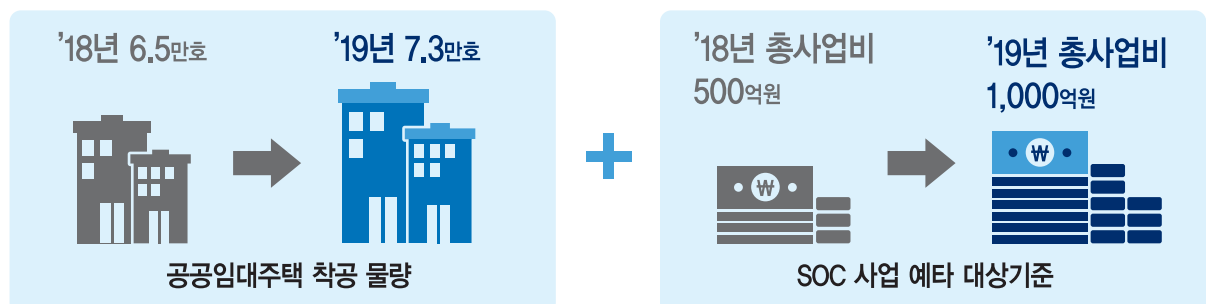 '18년 6.5만호
'19년 7.3만호
공공임대주택 착공 물량
+
'18년 총사업비
500억원
'19년 총사업비
1,000억원
₩
₩
SOC 사업 예타 대상기준